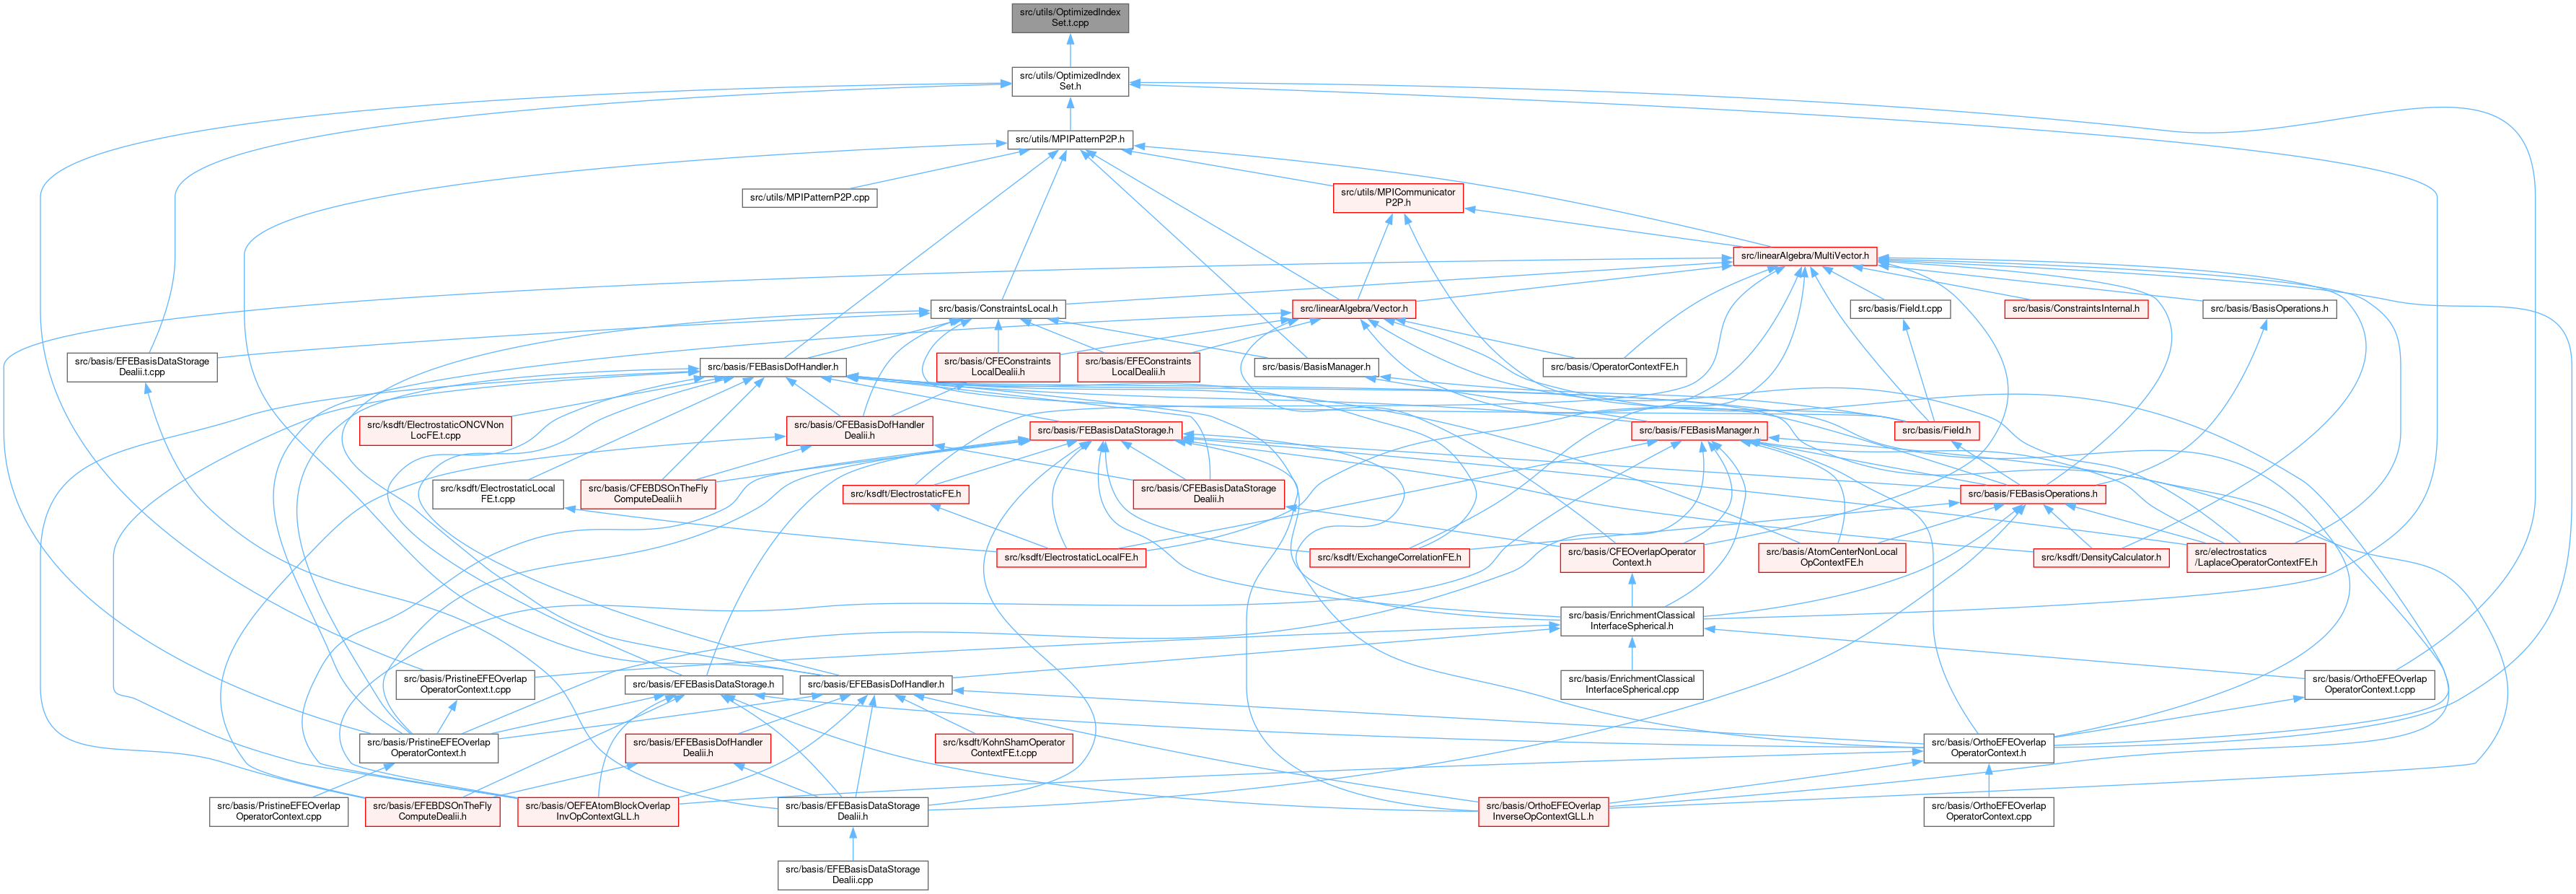 src/utils/OptimizedIndex
Set.t.cpp
src/utils/OptimizedIndex
Set.h
src/utils/MPIPatternP2P.h
src/utils/MPIPatternP2P.cpp
src/utils/MPICommunicator
P2P.h
src/linearAlgebra/MultiVector.h
src/basis/ConstraintsLocal.h
src/linearAlgebra/Vector.h
src/basis/Field.t.cpp
src/basis/ConstraintsInternal.h
src/basis/BasisOperations.h
src/basis/EFEBasisDataStorage
Dealii.t.cpp
src/basis/FEBasisDofHandler.h
src/basis/CFEConstraints
LocalDealii.h
src/basis/EFEConstraints
LocalDealii.h
src/basis/BasisManager.h
src/basis/OperatorContextFE.h
src/ksdft/ElectrostaticONCVNon
LocFE.t.cpp
src/basis/CFEBasisDofHandler
Dealii.h
src/basis/FEBasisDataStorage.h
src/basis/FEBasisManager.h
src/basis/Field.h
src/ksdft/ElectrostaticLocal
FE.t.cpp
src/basis/CFEBDSOnTheFly
ComputeDealii.h
src/ksdft/ElectrostaticFE.h
src/basis/CFEBasisDataStorage
Dealii.h
src/basis/FEBasisOperations.h
src/ksdft/ElectrostaticLocalFE.h
src/ksdft/ExchangeCorrelationFE.h
src/basis/CFEOverlapOperator
Context.h
src/basis/AtomCenterNonLocal
OpContextFE.h
src/ksdft/DensityCalculator.h
src/electrostatics
/LaplaceOperatorContextFE.h
src/basis/EnrichmentClassical
InterfaceSpherical.h
src/basis/PristineEFEOverlap
OperatorContext.t.cpp
src/basis/EFEBasisDataStorage.h
src/basis/EFEBasisDofHandler.h
src/basis/EnrichmentClassical
InterfaceSpherical.cpp
src/basis/OrthoEFEOverlap
OperatorContext.t.cpp
src/basis/PristineEFEOverlap
OperatorContext.h
src/basis/EFEBasisDofHandler
Dealii.h
src/ksdft/KohnShamOperator
ContextFE.t.cpp
src/basis/OrthoEFEOverlap
OperatorContext.h
src/basis/PristineEFEOverlap
OperatorContext.cpp
src/basis/EFEBDSOnTheFly
ComputeDealii.h
src/basis/OEFEAtomBlockOverlap
InvOpContextGLL.h
src/basis/EFEBasisDataStorage
Dealii.h
src/basis/OrthoEFEOverlap
InverseOpContextGLL.h
src/basis/OrthoEFEOverlap
OperatorContext.cpp
src/basis/EFEBasisDataStorage
Dealii.cpp